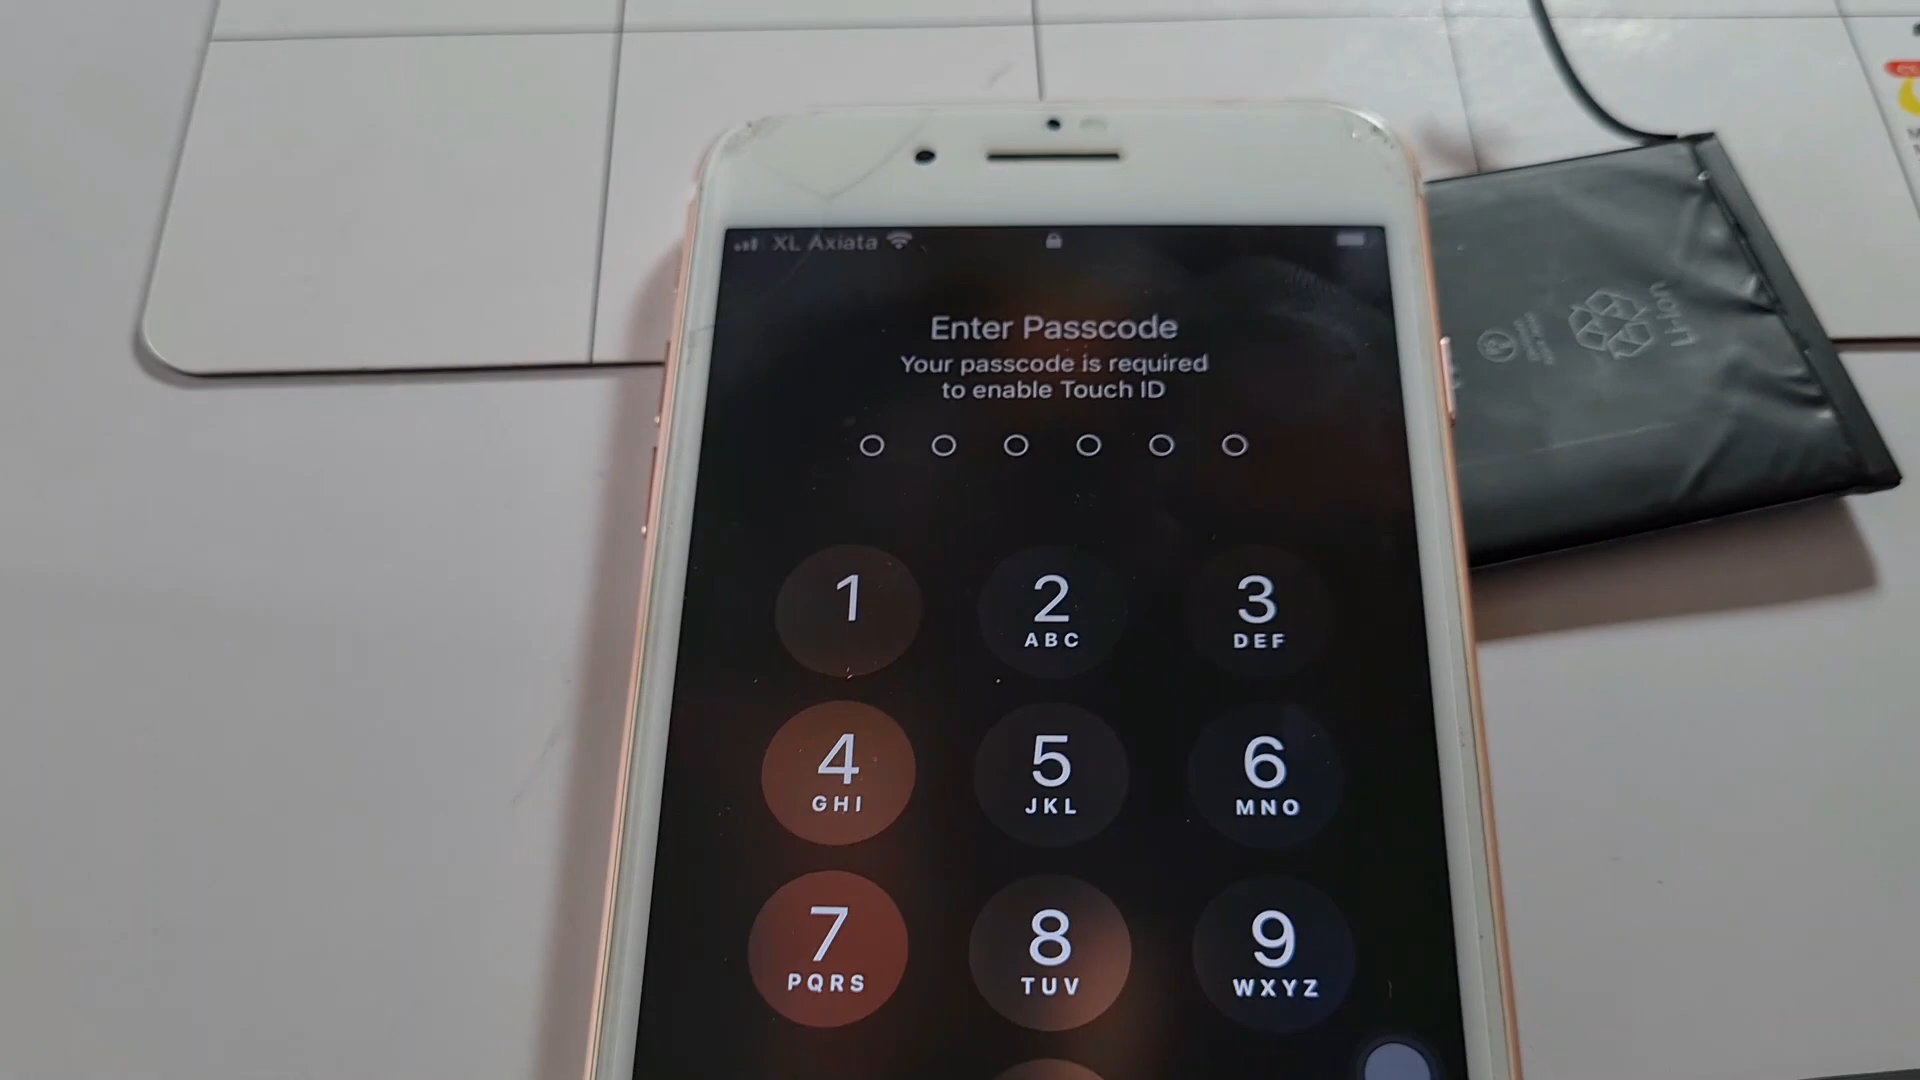 XL Axiata
Enter Passcode
Your passcode is required
to enable Touch ID
1
2
ABC
3
DEF
4
GHI
5
JKL
6
MNO
7
PQRS
8
TUV
9
WXYZ
Li-ion